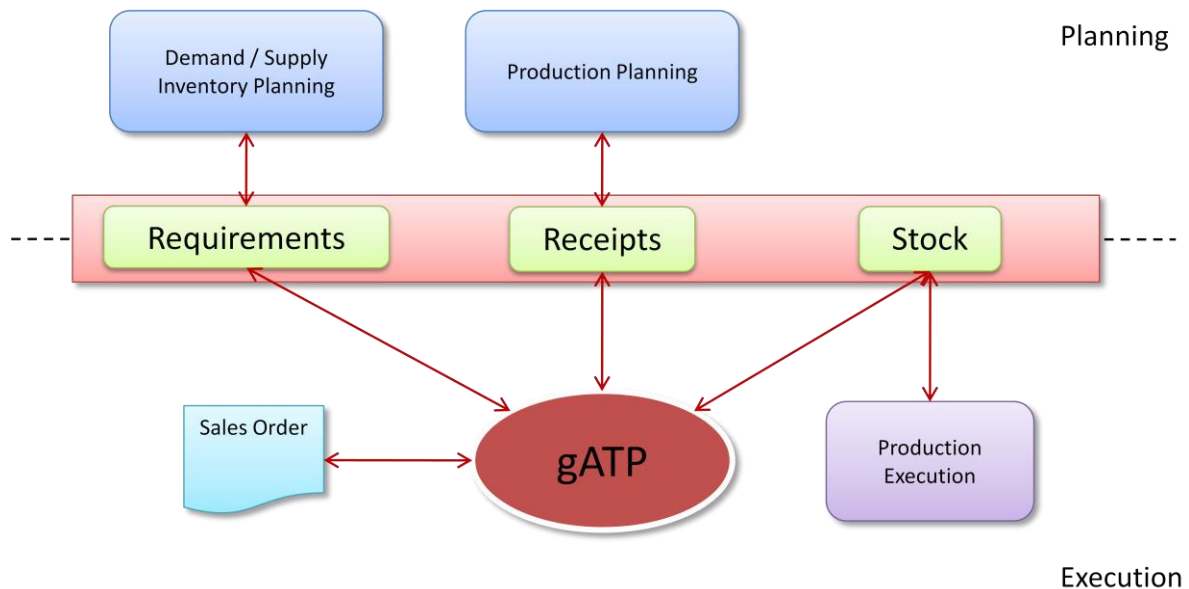 Planning
Demand / Supply
Inventory Planning
Production Planning
Requirements
Receipts
Stock
Sales Order
gATP
Production
Execution
Execution